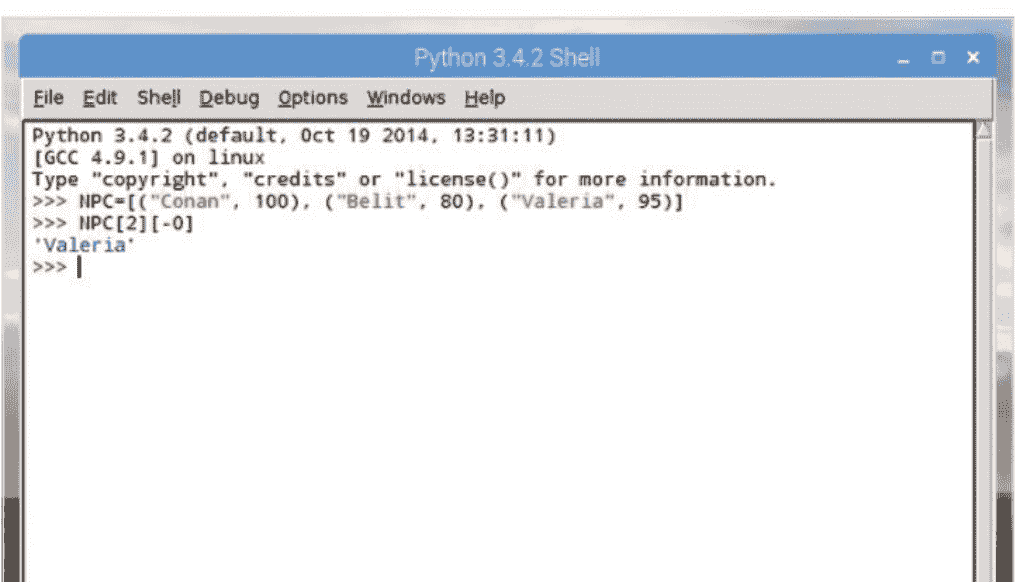 Python 3.4.2 Shell
File Edit Shell Debug Options Windows Help
Python 3.4.2 (default, Oct 19 2014, 13:31:11)
[GCC 4.9.1] on linux
Type "copyright", "credits" or "license()" for more information.
>>> NPC=[("Conan", 100), ("Belit", 80), ("Valeria", 95)]
>>> NPC[2][-0]
'Valeria'
>>>